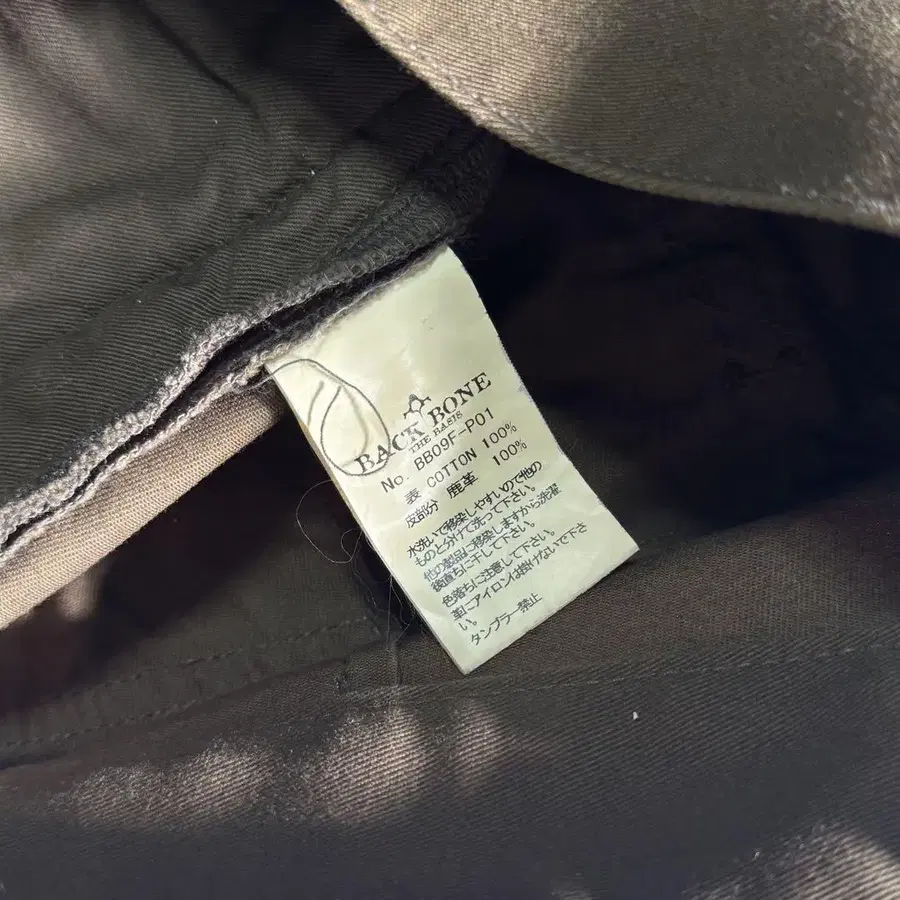 BACK BONE
THE BASIS
No. BB09F-P01
表 COTTON 100%
皮部分 鹿革 100%
水洗いで移染しやすいので他の
ものと分けて洗って下さい。
他の製品に移染しますから洗濯
後直ちに干して下さい。
色落ちに注意して下さい。
革にアイロンは掛けないで下さ
い。
タンブラー禁止